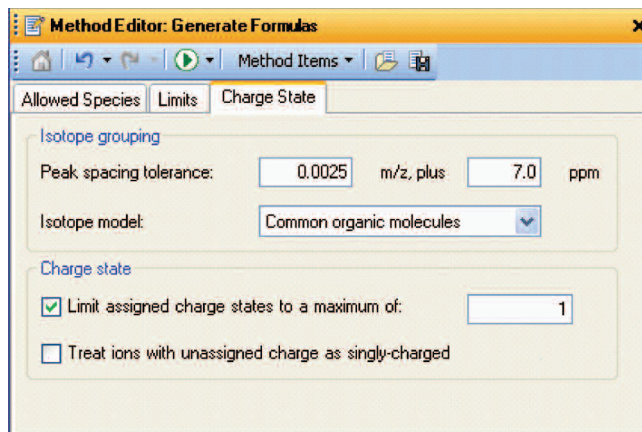 Method Editor: Generate Formulas
Method Items
Allowed Species Limits Charge State
Isotope grouping
Peak spacing tolerance: 0.0025 m/z, plus 7.0 ppm
Isotope model: Common organic molecules
Charge state
Limit assigned charge states to a maximum of: 1
Treat ions with unassigned charge as singly-charged